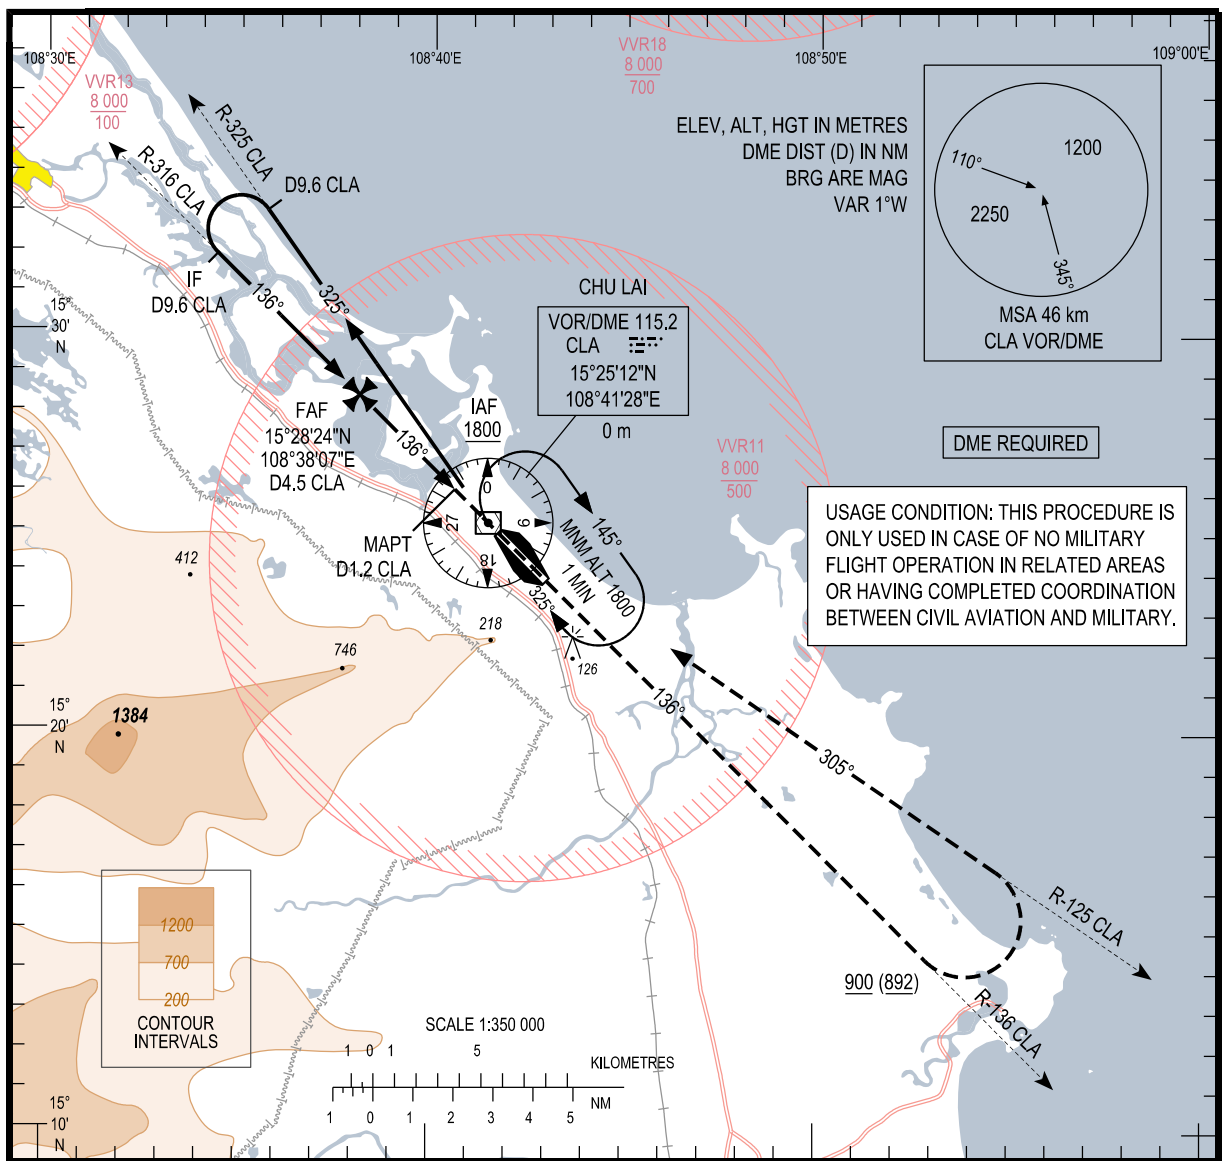 108°30'E
108°40'E
108°50'E
109°00'E
VVR13
8 000
100
VVR18
8 000
700
R-325 CLA
R-316 CLA
D9.6 CLA
ELEV, ALT, HGT IN METRES
DME DIST (D) IN NM
BRG ARE MAG
VAR 1°W
1200
110°
2250
345°
MSA 46 km
CLA VOR/DME
IF
D9.6 CLA
136°
325°
15°
30'
N
CHU LAI
VOR/DME 115.2
CLA
15°25'12"N
108°41'28"E
0 m
FAF
15°28'24"N
108°38'07"E
D4.5 CLA
IAF
1800
136°
VVR11
8 000
500
DME REQUIRED
USAGE CONDITION: THIS PROCEDURE IS
ONLY USED IN CASE OF NO MILITARY
FLIGHT OPERATION IN RELATED AREAS
OR HAVING COMPLETED COORDINATION
BETWEEN CIVIL AVIATION AND MILITARY.
0
27
9
18
MAPT
D1.2 CLA
145°
MNM ALT 1800
1 MIN
325°
412
218
746
126
1384
15°
20'
N
136°
305°
R-125 CLA
R-136 CLA
900 (892)
1200
700
200
CONTOUR
INTERVALS
SCALE 1:350 000
1 0 1 5
KILOMETRES
NM
1 0 1 2 3 4 5
15°
10'
N